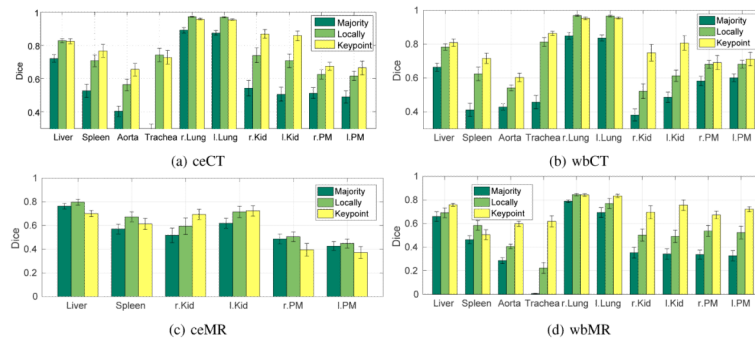 1
0.8
0.6
0.4
Dice
Majority
Locally
Keypoint
Liver Spleen Aorta Trachea r.Lung l.Lung r.Kid l.Kid r.PM l.PM
(a) ceCT
1
0.8
0.6
0.4
Dice
Majority
Locally
Keypoint
Liver Spleen Aorta Trachea r.Lung l.Lung r.Kid l.Kid r.PM l.PM
(b) wbCT
1
0.8
0.6
0.4
0.2
0
Dice
Majority
Locally
Keypoint
Liver Spleen r.Kid l.Kid r.PM l.PM
(c) ceMR
1
0.8
0.6
0.4
0.2
0
Dice
Majority
Locally
Keypoint
Liver Spleen Aorta Trachea r.Lung l.Lung r.Kid l.Kid r.PM l.PM
(d) wbMR